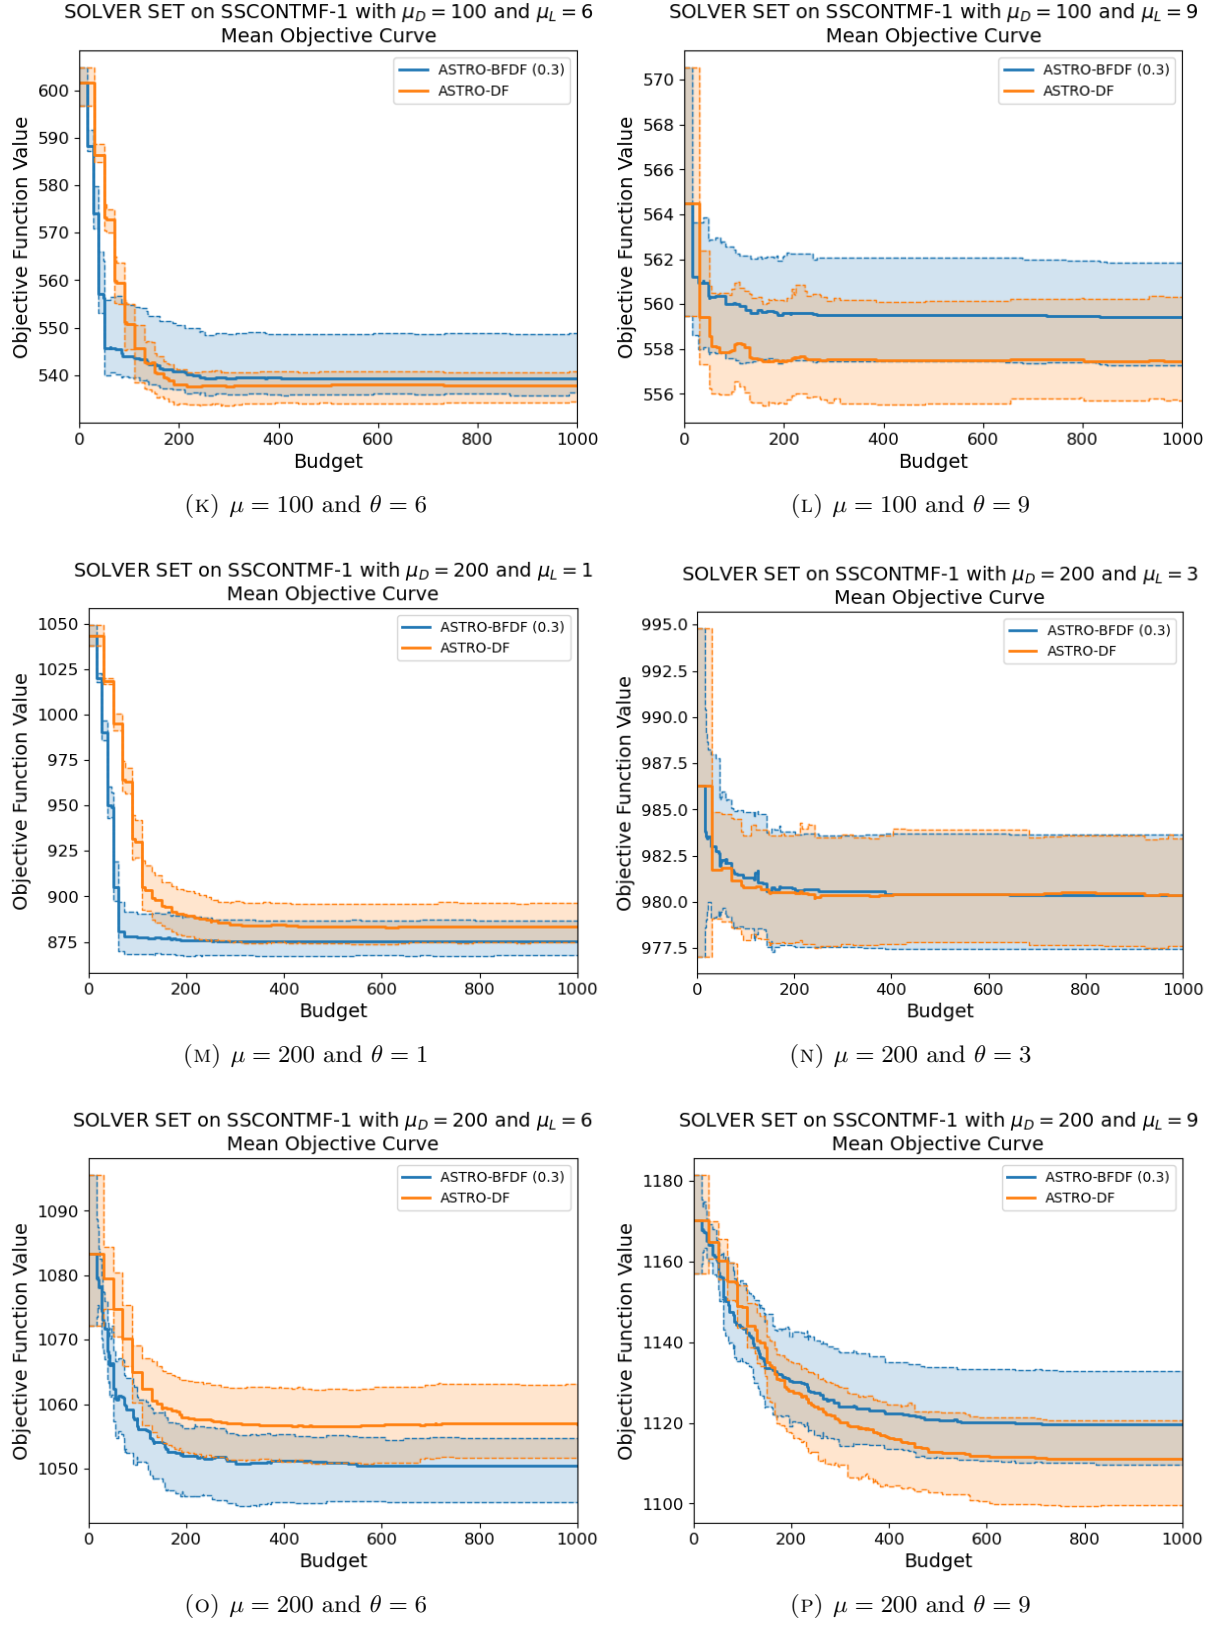 SOLVER SET on SSCONTMF-1 with μ_D = 100 and μ_L = 6
Mean Objective Curve
ASTRO-BFDF (0.3)
ASTRO-DF
Objective Function Value
600
590
580
570
560
550
540
0 200 400 600 800 1000
Budget
(K) μ = 100 and θ = 6
SOLVER SET on SSCONTMF-1 with μ_D = 100 and μ_L = 9
Mean Objective Curve
ASTRO-BFDF (0.3)
ASTRO-DF
Objective Function Value
570
568
566
564
562
560
558
556
0 200 400 600 800 1000
Budget
(L) μ = 100 and θ = 9
SOLVER SET on SSCONTMF-1 with μ_D = 200 and μ_L = 1
Mean Objective Curve
ASTRO-BFDF (0.3)
ASTRO-DF
Objective Function Value
1050
1025
1000
975
950
925
900
875
0 200 400 600 800 1000
Budget
(M) μ = 200 and θ = 1
SOLVER SET on SSCONTMF-1 with μ_D = 200 and μ_L = 3
Mean Objective Curve
ASTRO-BFDF (0.3)
ASTRO-DF
Objective Function Value
995.0
992.5
990.0
987.5
985.0
982.5
980.0
977.5
0 200 400 600 800 1000
Budget
(N) μ = 200 and θ = 3
SOLVER SET on SSCONTMF-1 with μ_D = 200 and μ_L = 6
Mean Objective Curve
ASTRO-BFDF (0.3)
ASTRO-DF
Objective Function Value
1090
1080
1070
1060
1050
0 200 400 600 800 1000
Budget
(O) μ = 200 and θ = 6
SOLVER SET on SSCONTMF-1 with μ_D = 200 and μ_L = 9
Mean Objective Curve
ASTRO-BFDF (0.3)
ASTRO-DF
Objective Function Value
1180
1160
1140
1120
1100
0 200 400 600 800 1000
Budget
(P) μ = 200 and θ = 9